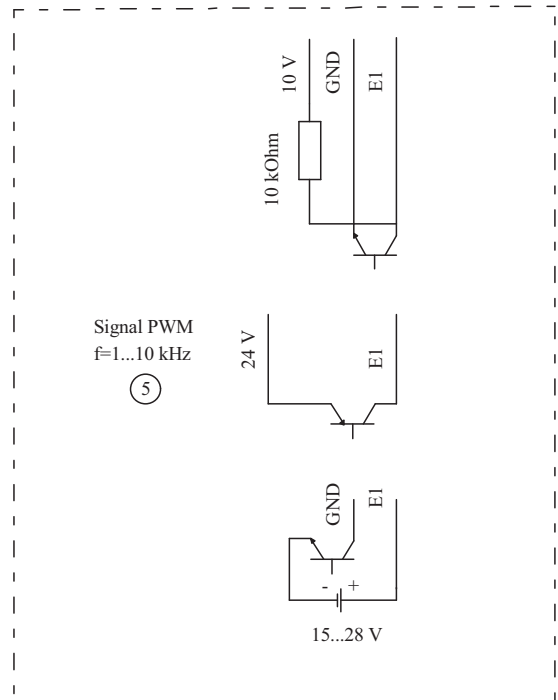 10 V
GND
E1
10 kOhm
Signal PWM
f=1...10 kHz
5
24 V
E1
GND
E1
- +
15...28 V